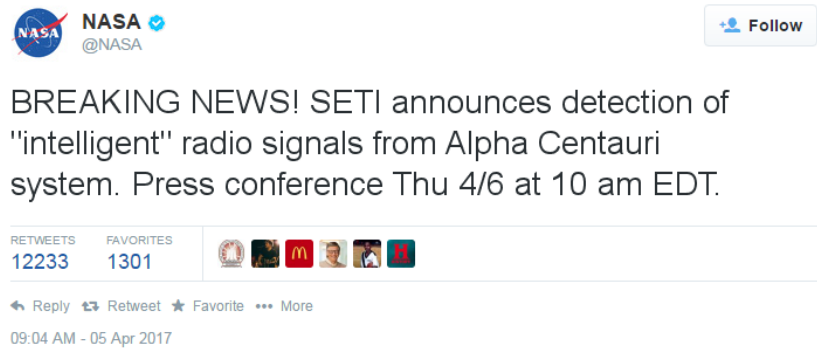 NASA
NASA
@NASA
Follow
BREAKING NEWS! SETI announces detection of
"intelligent" radio signals from Alpha Centauri
system. Press conference Thu 4/6 at 10 am EDT.
RETWEETS FAVORITES
12233 1301
Reply Retweet Favorite More
09:04 AM - 05 Apr 2017